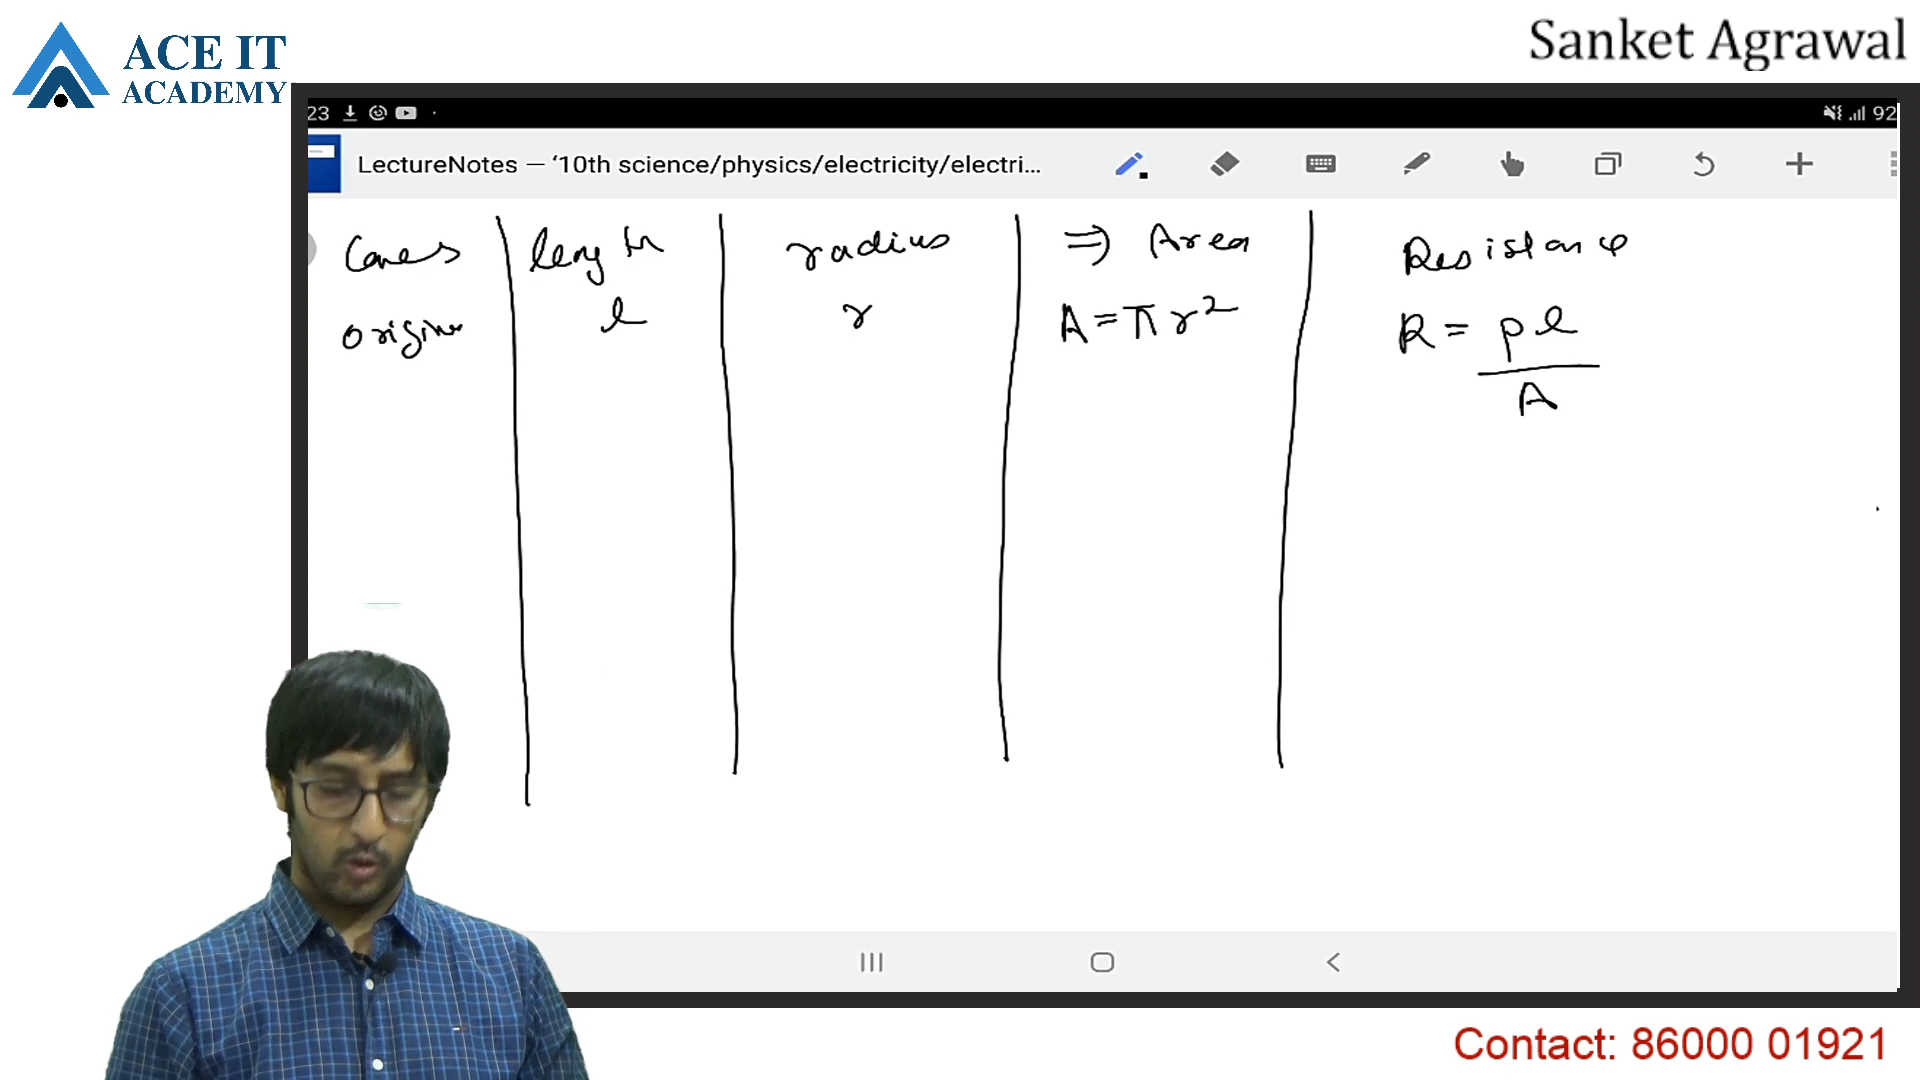 ACE IT
ACADEMY
Sanket Agrawal
23
92
LectureNotes — ‘10th science/physics/electricity/electri...
Cases length radius ⇒ Area Resistance
l r A = πr² R = ρl
A
Contact: 86000 01921